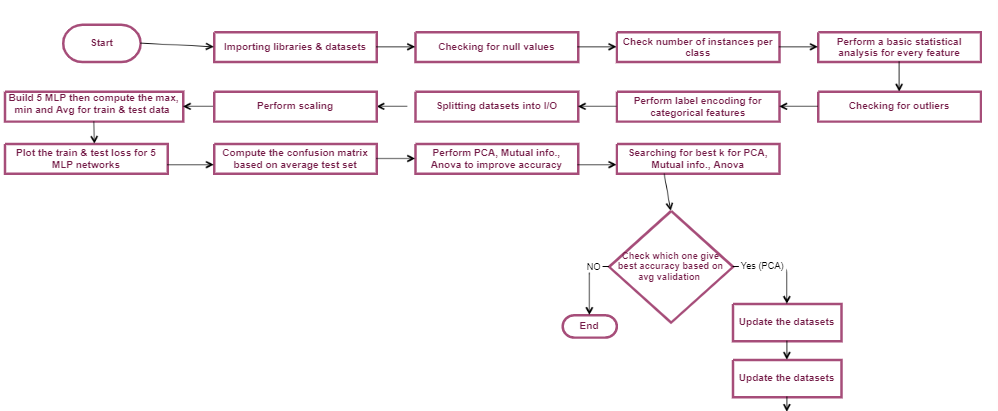 Start
Importing libraries & datasets
Checking for null values
Check number of instances per
class
Perform a basic statistical
analysis for every feature
Checking for outliers
Perform label encoding for
categorical features
Splitting datasets into I/O
Perform scaling
Build 5 MLP then compute the max,
min and Avg for train & test data
Plot the train & test loss for 5
MLP networks
Compute the confusion matrix
based on average test set
Perform PCA, Mutual info.,
Anova to improve accuracy
Searching for best k for PCA,
Mutual info., Anova
Check which one give
best accuracy based on
avg validation
NO
Yes (PCA)
End
Update the datasets
Update the datasets